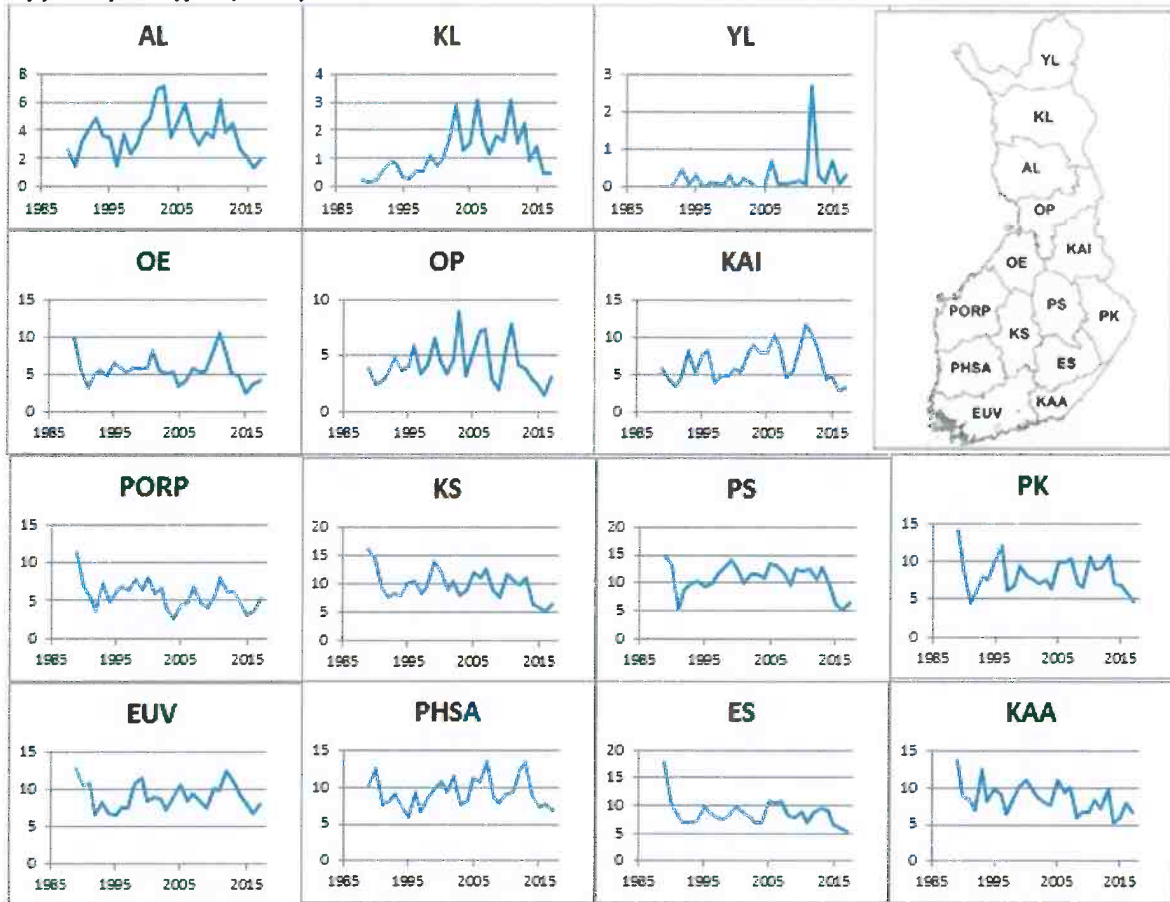 AL KL YL
8 4 3
6 3
4 2 2
2 1 1
0 0 0
1985 1995 2005 2015 1985 1995 2005 2015 1985 1995 2005 2015
YL
KL
AL
OP
OE KAI
PORP PS PK
KS
PHSA ES
EUV KAA
OE OP KAI
15 10 15
10 10
5 5 5
0 0 0
1985 1995 2005 2015 1985 1995 2005 2015 1985 1995 2005 2015
PORP KS PS PK
15 20 20 15
10 15 15 10
10 10
5 5 5 5
0 0 0 0
1985 1995 2005 2015 1985 1995 2005 2015 1985 1995 2005 2015 1985 1995 2005 2015
EUV PHSA ES KAA
15 15 20 15
10 10 15 10
10
5 5 5 5
0 0 0 0
1985 1995 2005 2015 1985 1995 2005 2015 1985 1995 2005 2015 1985 1995 2005 2015